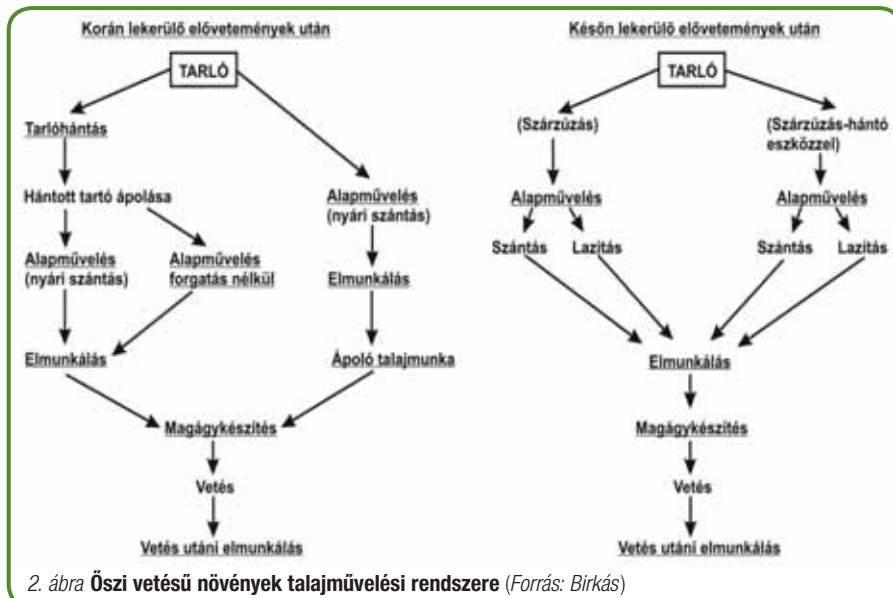 Korán lekerülő elővetemények után
TARLÓ
Tarlóhántás
Hántott tartó ápolása
Alapművelés
(nyári szántás)
Alapművelés
forgatás nélkül
Elmunkálás
Alapművelés
(nyári szántás)
Elmunkálás
Ápoló talajmunka
Magágykészítés
Vetés
Vetés utáni elmunkálás
Későn lekerülő elővetemények után
TARLÓ
(Szárzúzás)
(Szárzúzás-hántó
eszközzel)
Alapművelés
Alapművelés
Szántás
Lazítás
Szántás
Lazítás
Elmunkálás
Magágykészítés
Vetés
Vetés utáni elmunkálás
2. ábra Őszi vetésű növények talajművelési rendszere (Forrás: Birkás)